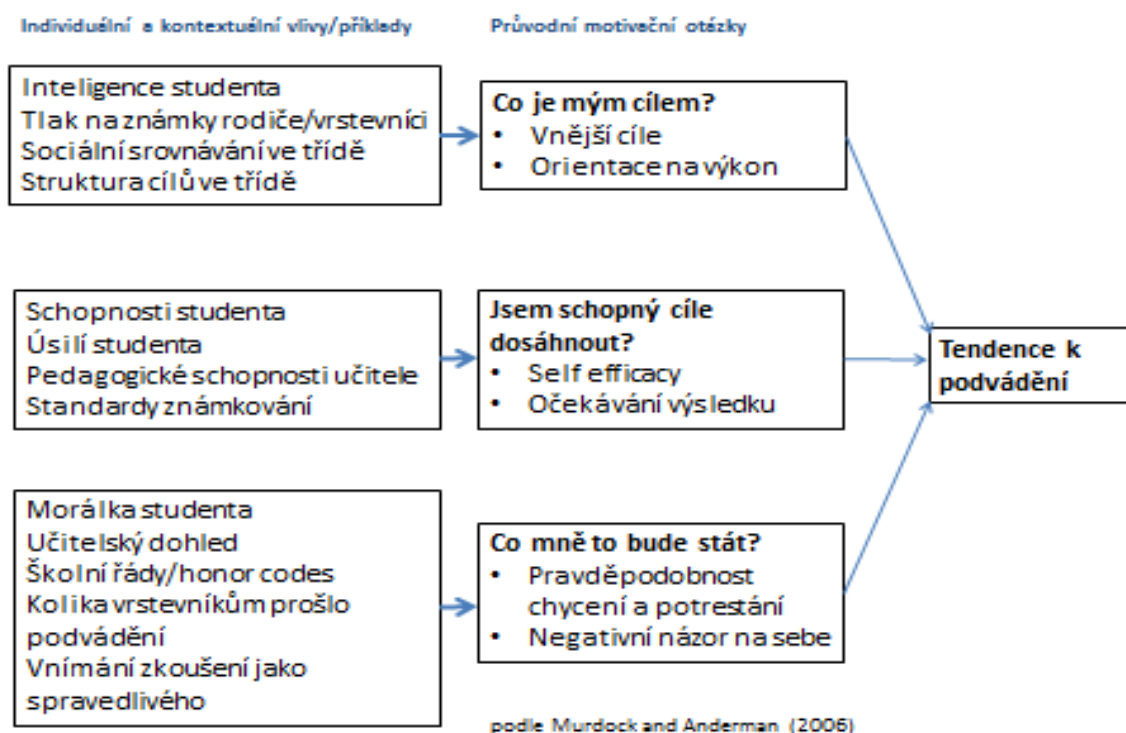 Individuální a kontextuální vlivy/příklady
Průvodní motivační otázky
Inteligence studenta
Tlak na známky rodiče/vrstevníci
Sociální srovnávání ve třídě
Struktura cílů ve třídě
Co je mým cílem?
• Vnější cíle
• Orientace na výkon
Schopnosti studenta
Úsilí studenta
Pedagogické schopnosti učitele
Standardy známkování
Jsem schopný cíle
dosáhnout?
• Self efficacy
• Očekávání výsledku
Tendence k
podvádění
Morálka studenta
Učitelský dohled
Školní řády/honor codes
Kolika vrstevníkům prošlo
podvádění
Vnímání zkoušení jako
spravedlivého
Co mně to bude stát?
• Pravděpodobnost
chycení a potrestání
• Negativní názor na sebe
podle Murdock and Anderman (2006)